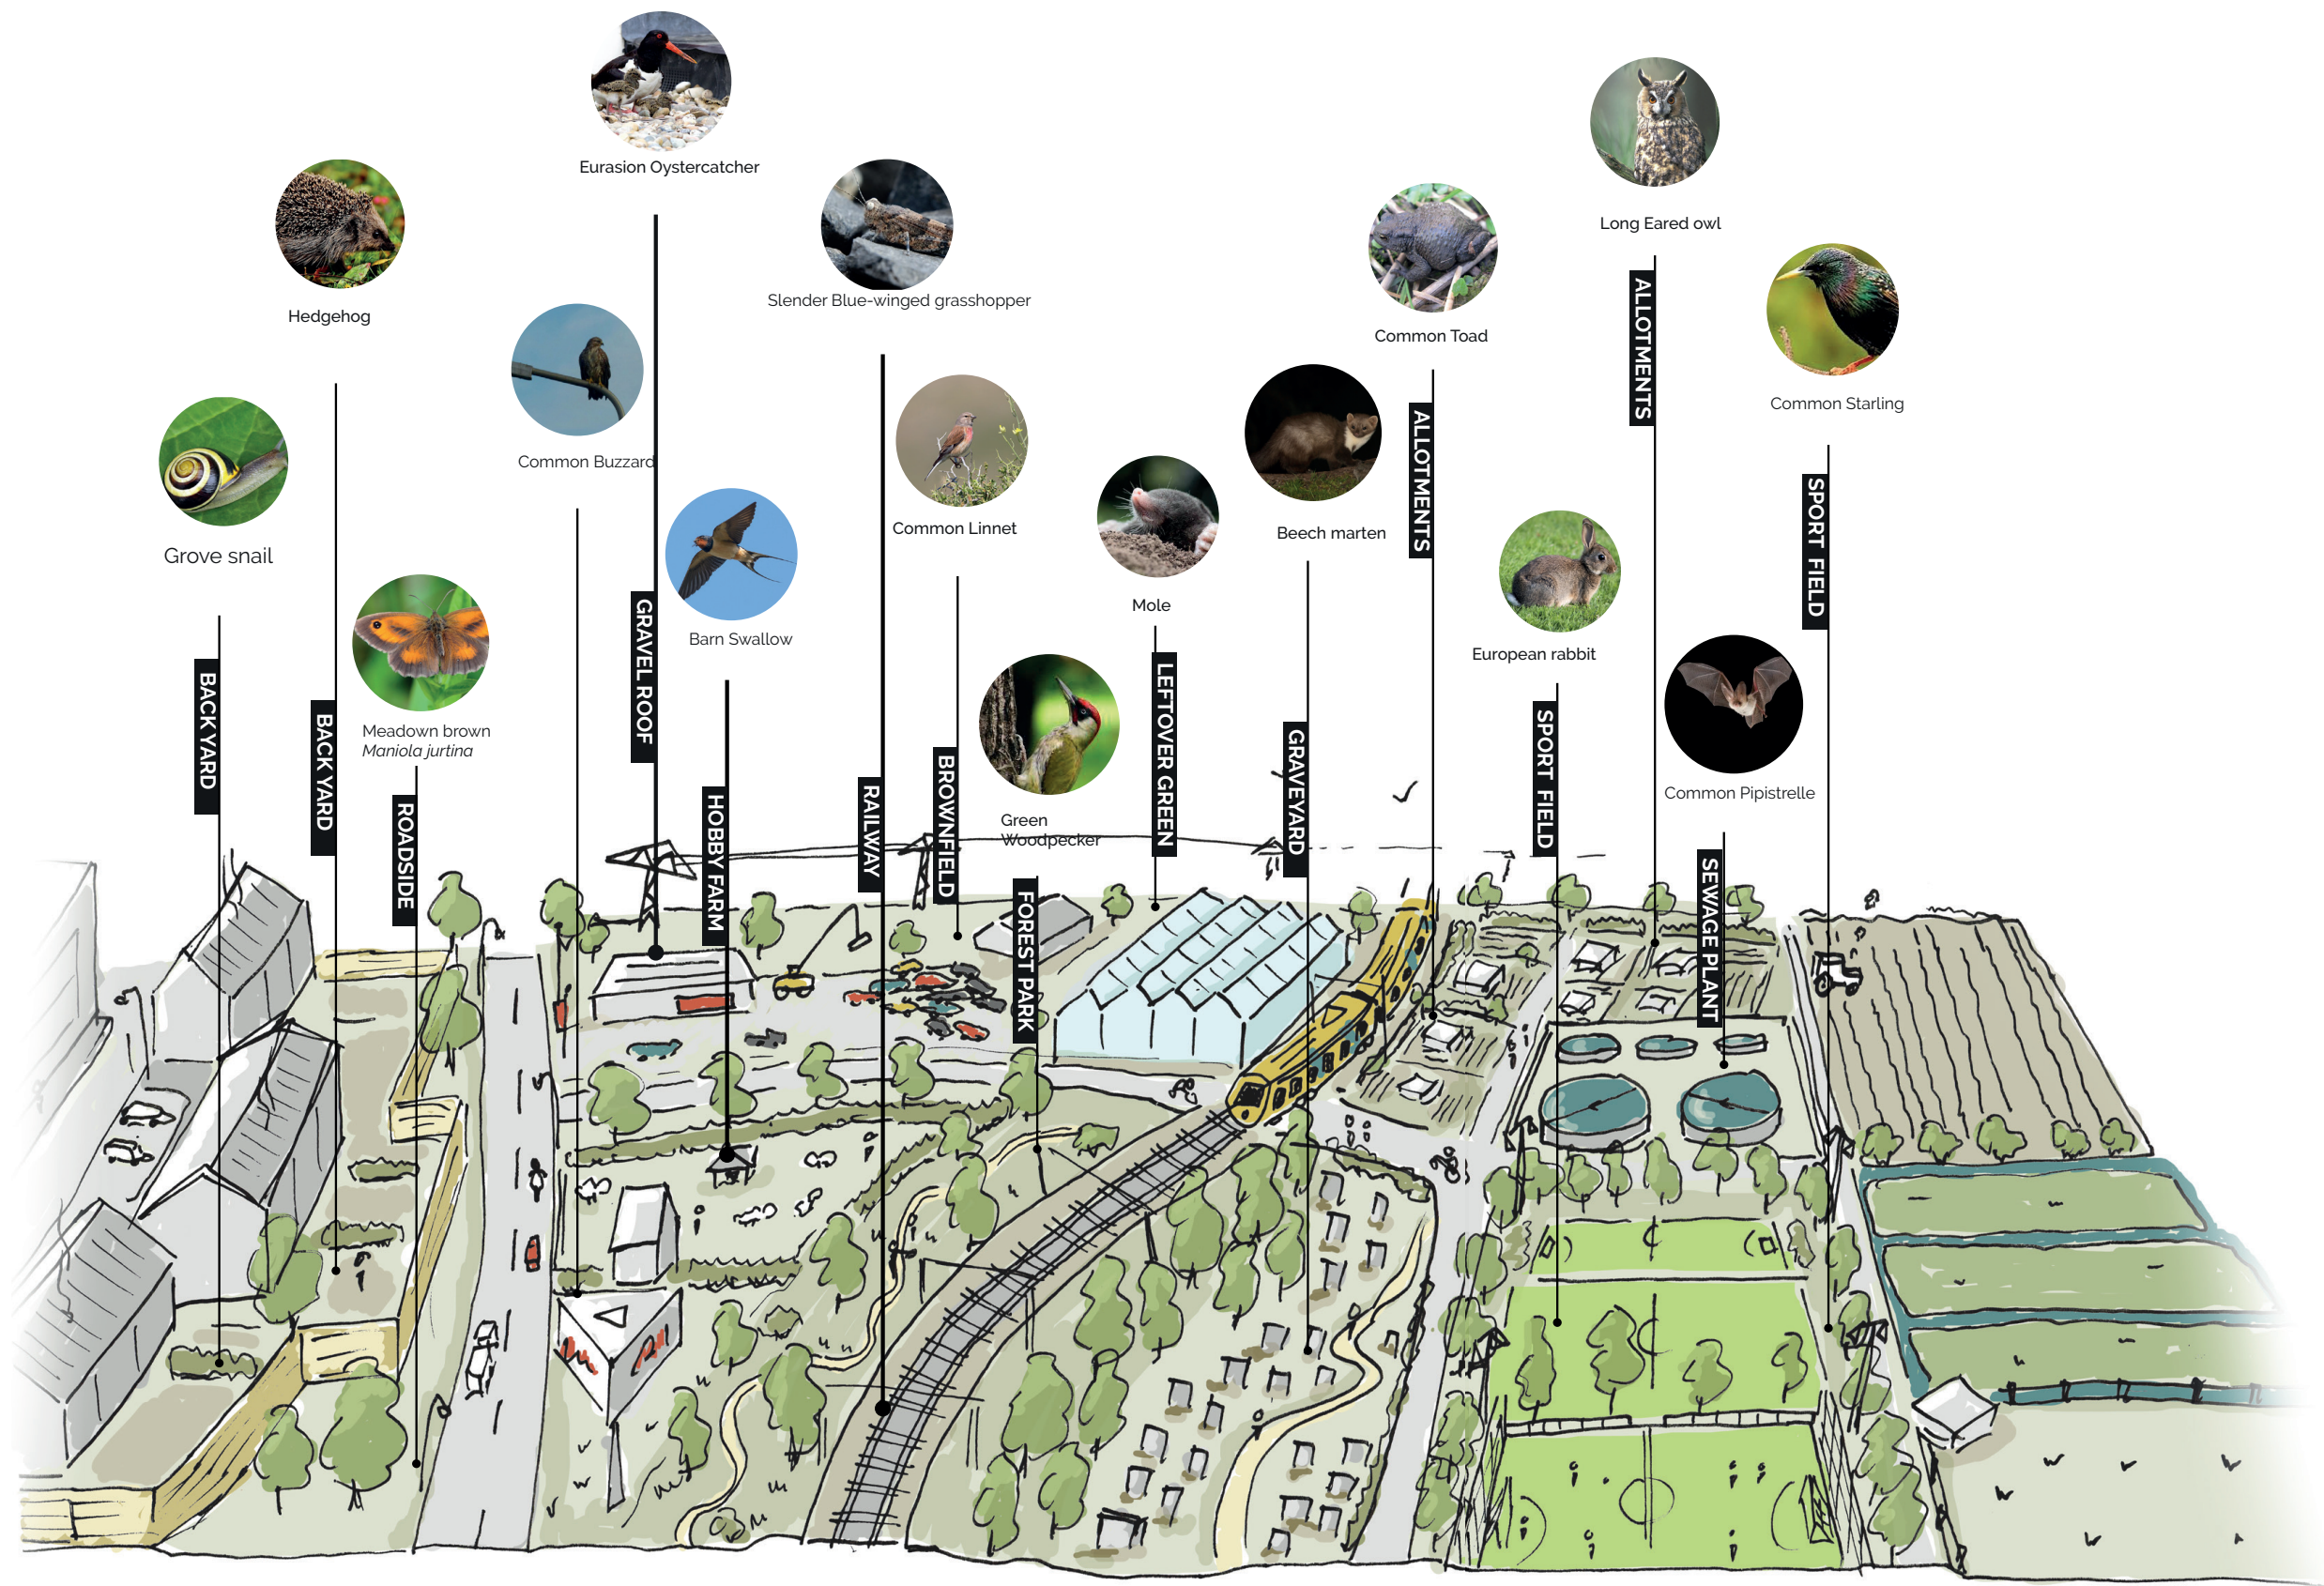 Eurasion Oystercatcher
Long Eared owl
Hedgehog
Slender Blue-winged grasshopper
Common Toad
Common Starling
Common Buzzard
Common Linnet
Beech marten
Grove snail
Mole
Barn Swallow
European rabbit
Meadown brown
Maniola jurtina
Common Pipistrelle
Green
Woodpecker
BACK YARD
BACK YARD
ROADSIDE
GRAVEL ROOF
HOBBY FARM
RAILWAY
BROWNFIELD
FOREST PARK
LEFTOVER GREEN
GRAVEYARD
ALLOTMENTS
SPORT FIELD
ALLOTMENTS
SEWAGE PLANT
SPORT FIELD